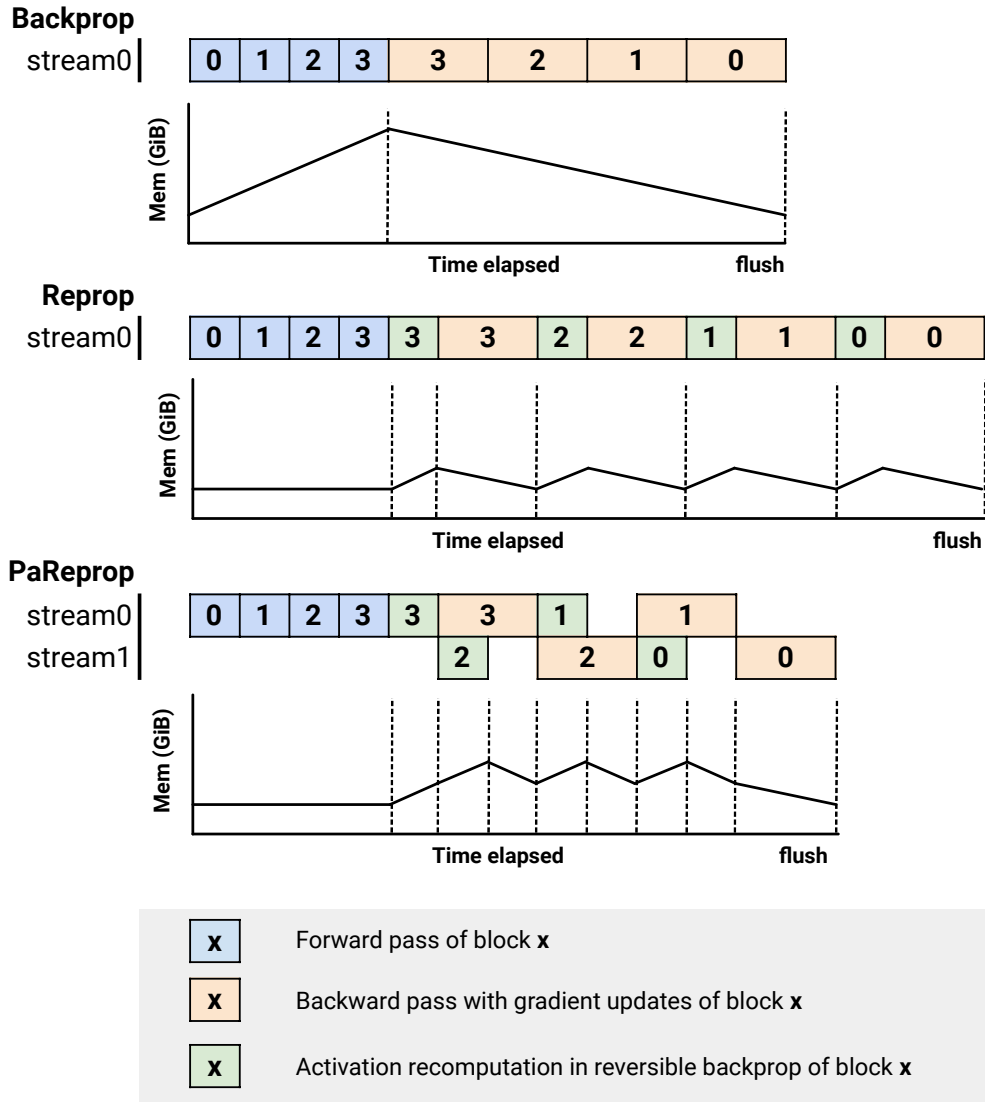 Backprop
stream0 0 1 2 3 3 2 1 0
Mem (GiB)
Time elapsed flush
Reprop
stream0 0 1 2 3 3 3 2 2 1 1 0 0
Mem (GiB)
Time elapsed flush
PaReprop
stream0 0 1 2 3 3 3 1 1
stream1 2 2 0 0
Mem (GiB)
Time elapsed flush
x Forward pass of block x
x Backward pass with gradient updates of block x
x Activation recomputation in reversible backprop of block x